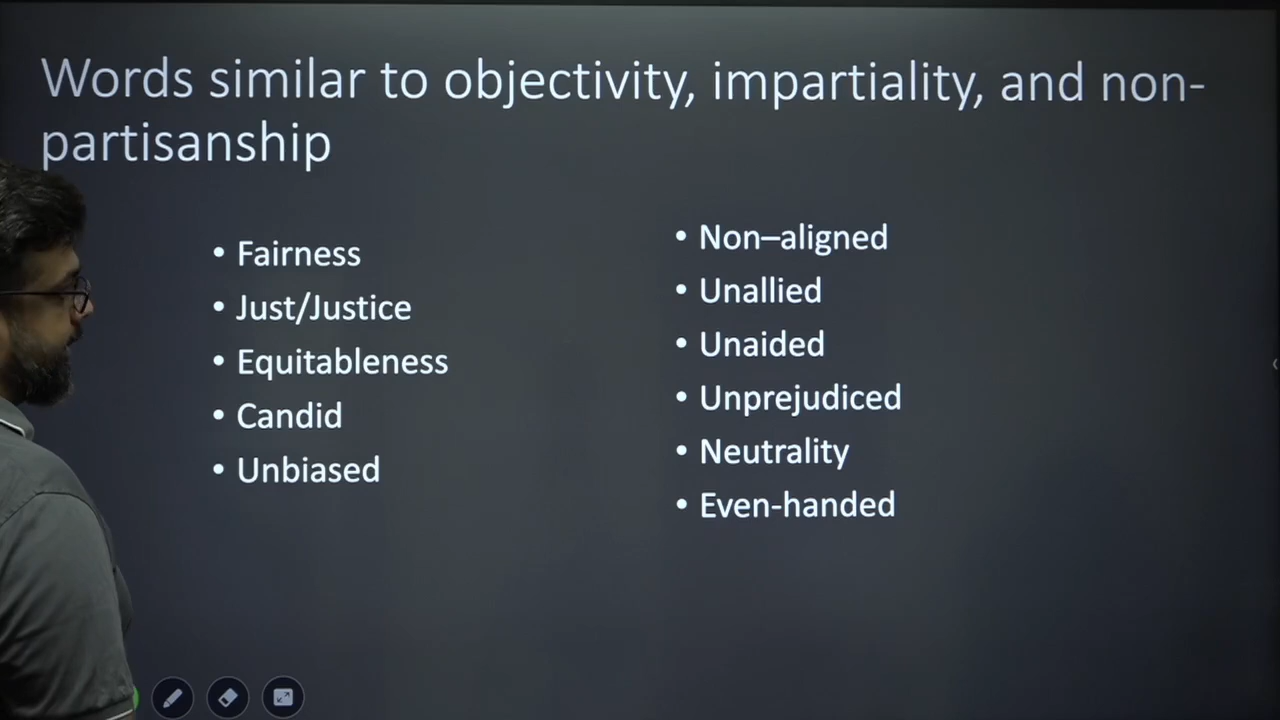 Words similar to objectivity, impartiality, and non-
partisanship
• Fairness
• Just/Justice
• Equitableness
• Candid
• Unbiased
• Non–aligned
• Unallied
• Unaided
• Unprejudiced
• Neutrality
• Even-handed